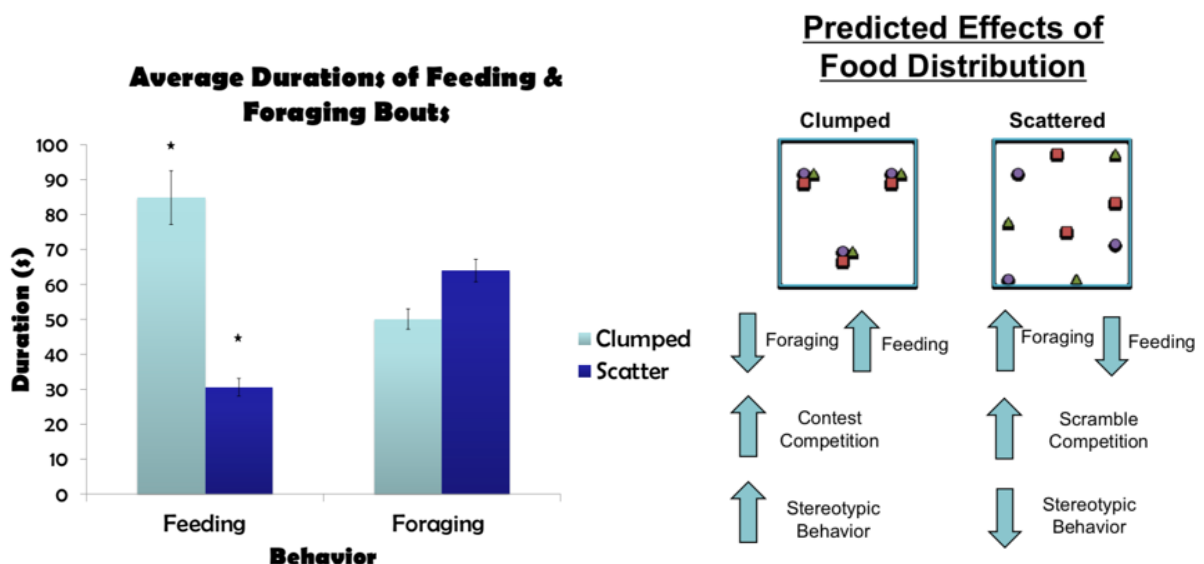 Average Durations of Feeding &
Foraging Bouts
Duration (s)
100
90
80
70
60
50
40
30
20
10
0
Feeding
Foraging
Behavior
Clumped
Scatter
Predicted Effects of
Food Distribution
Clumped
Scattered
Foraging
Feeding
Foraging
Feeding
Contest
Competition
Scramble
Competition
Stereotypic
Behavior
Stereotypic
Behavior